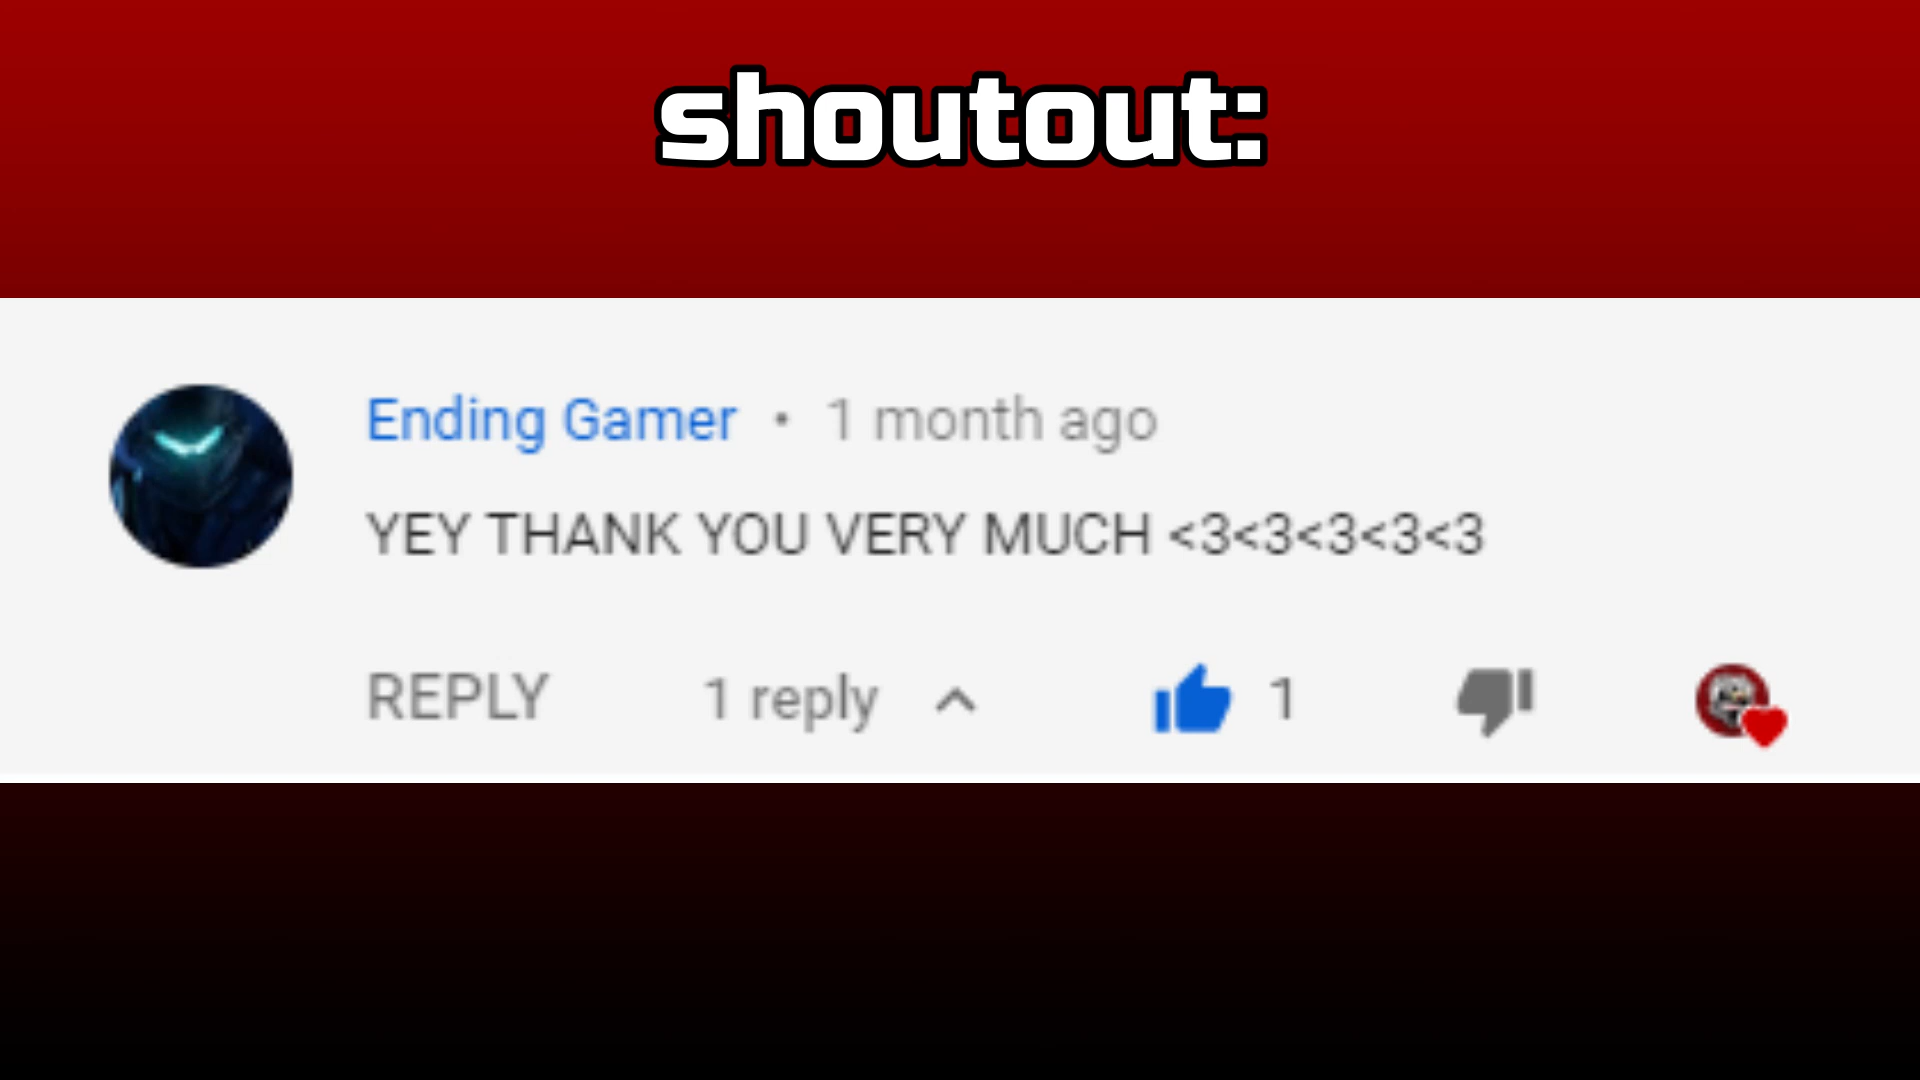 shoutout:
Ending Gamer • 1 month ago
YEY THANK YOU VERY MUCH <3<3<3<3<3
REPLY 1 reply 1